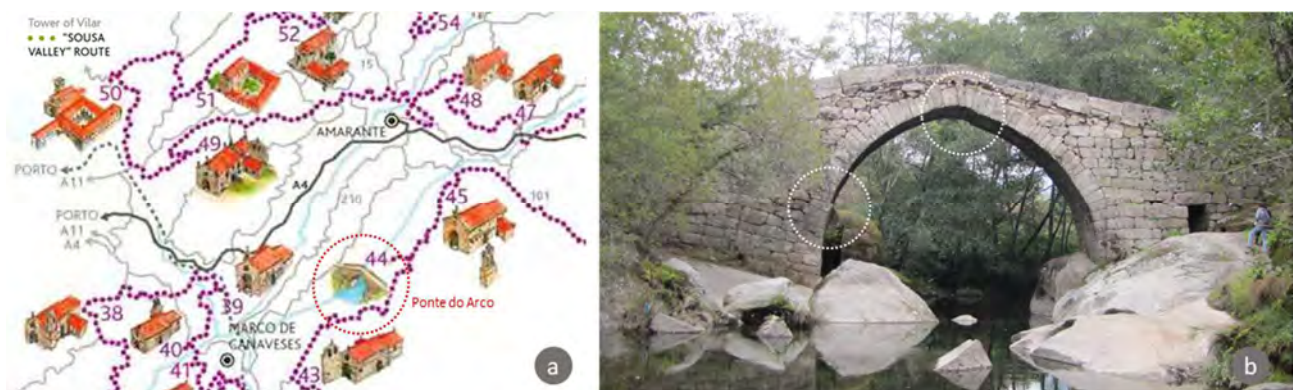 Tower of Vilar
"SOUSA
VALLEY" ROUTE
52
54
15
50
51
48
47
AMARANTE
49
PORTO
A11
A4
210
45
101
PORTO
A11
A4
44
Ponte do Arco
38
39
MARCO DE
CANAVESES
40
41
43
a
b